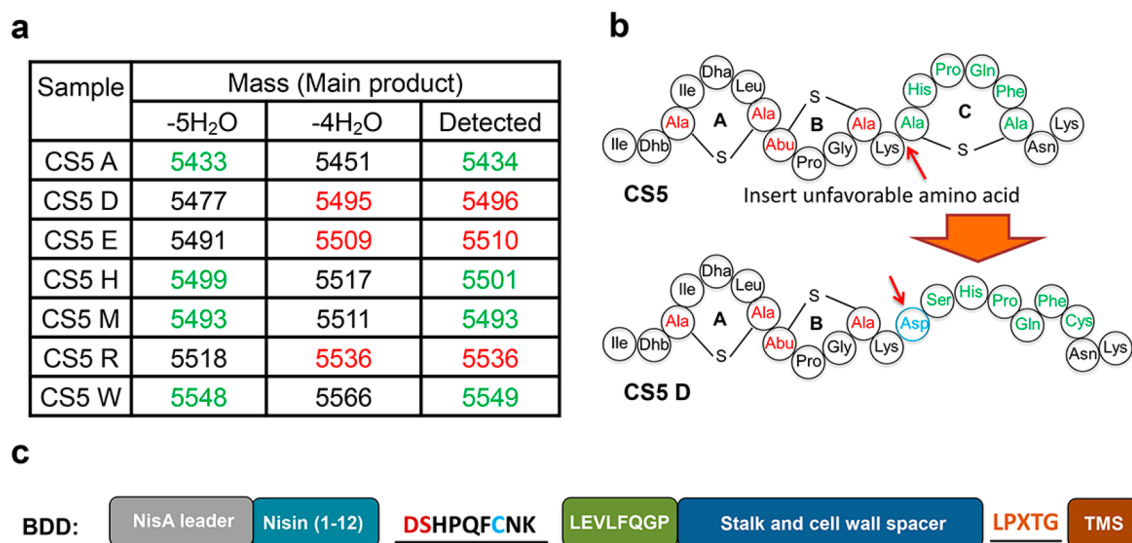 a
Sample Mass (Main product)
-5H₂O -4H₂O Detected
CS5 A 5433 5451 5434
CS5 D 5477 5495 5496
CS5 E 5491 5509 5510
CS5 H 5499 5517 5501
CS5 M 5493 5511 5493
CS5 R 5518 5536 5536
CS5 W 5548 5566 5549
b
Ile Dhb Ala Ile Dha Leu Ala Abu Pro Gly Ala Lys Ala His Pro Gln Phe Ala Asn Lys
A S B S C S
CS5
Insert unfavorable amino acid
Ile Dhb Ala Ile Dha Leu Ala Abu Pro Gly Ala Lys Asp Ser His Pro Gln Phe Cys Asn Lys
A S B S
CS5 D
c
BDD: NisA leader Nisin (1-12) DSHPQFCNK LEVLFQGP Stalk and cell wall spacer LPXTG TMS